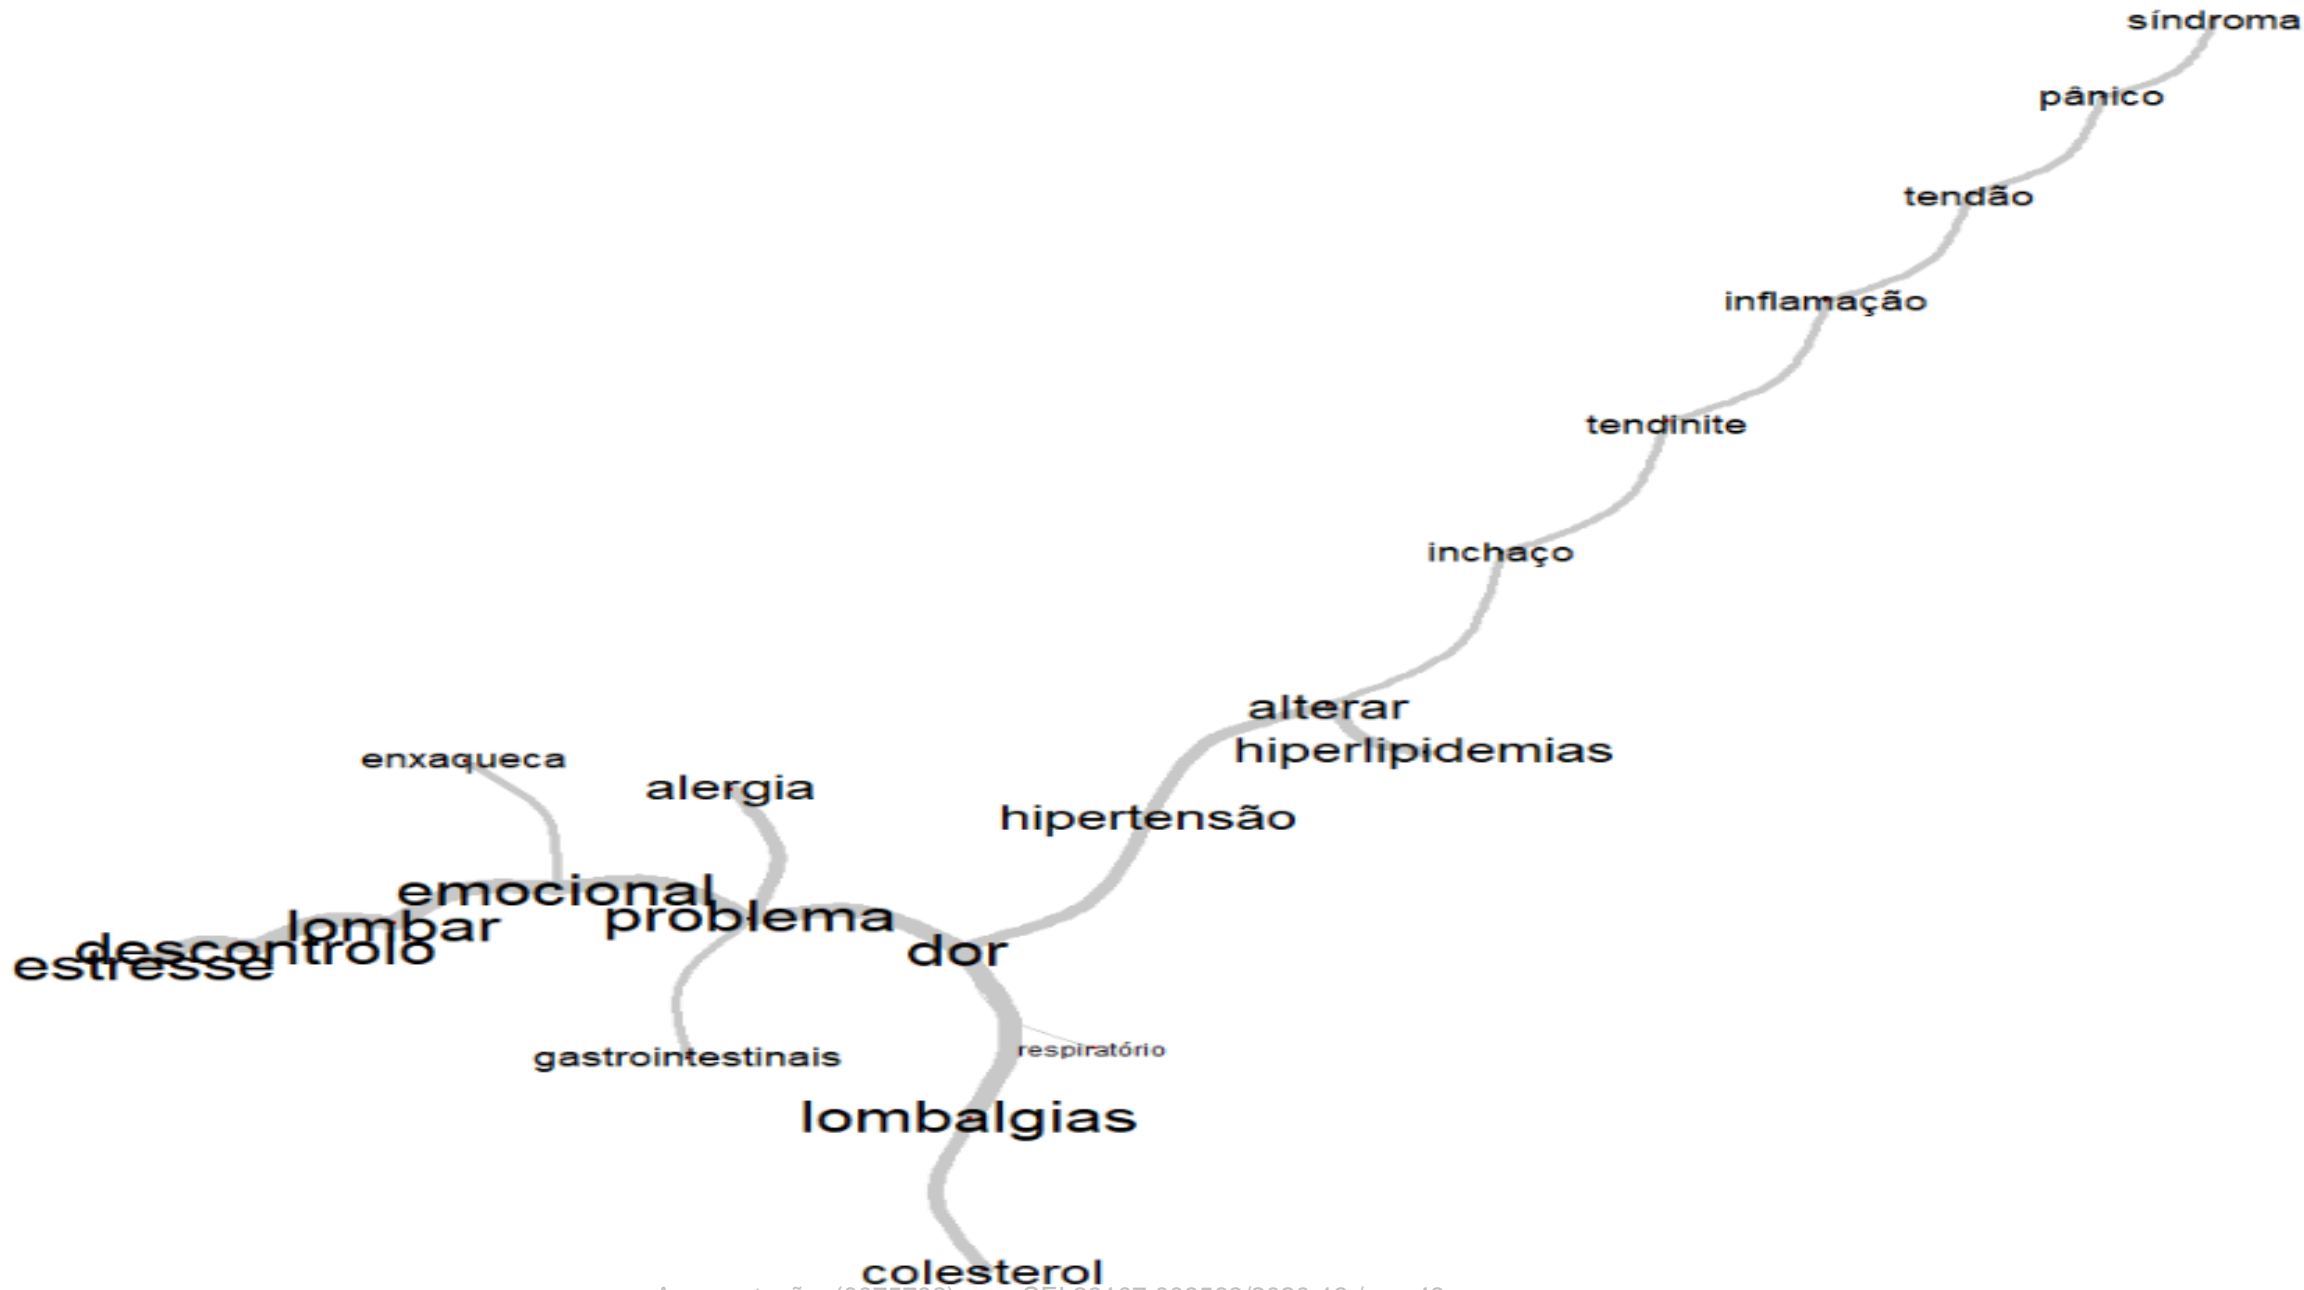 síndroma
pânico
tendão
inflamação
tendinite
inchaço
alterar
hiperlipidemias
enxaqueca
alergia
hipertensão
emocional
problema
lombar
descontrolo
dor
estresse
respiratório
gastrointestinais
lombalgias
colesterol